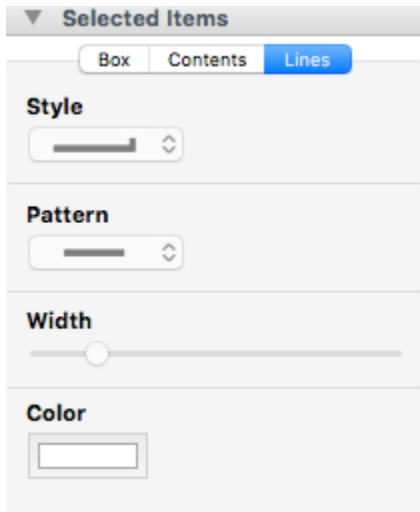 Selected Items
Box Contents Lines
Style
Pattern
Width
Color